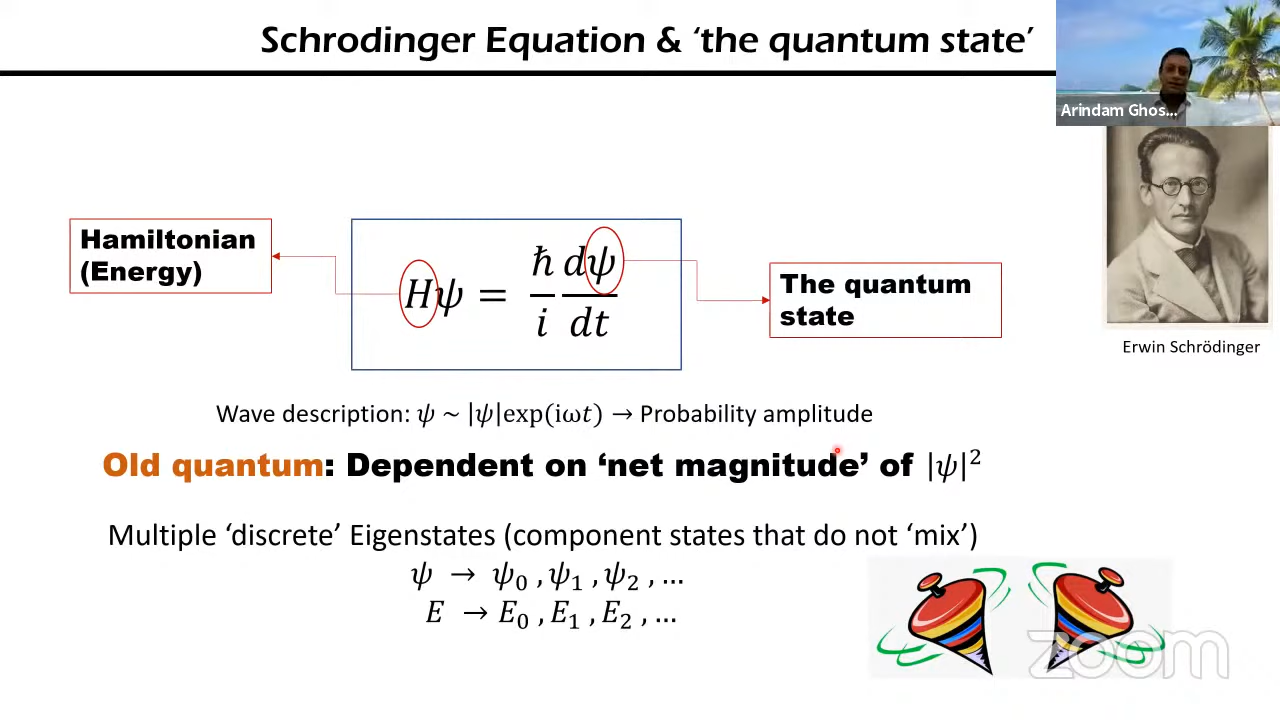 Schrodinger Equation & ‘the quantum state’
Arindam Ghos...
Hamiltonian
(Energy)
Hψ = ħ/i dψ/dt
The quantum
state
Erwin Schrödinger
Wave description: ψ ~ |ψ|exp(iωt) → Probability amplitude
Old quantum: Dependent on ‘net magnitude’ of |ψ|²
Multiple ‘discrete’ Eigenstates (component states that do not ‘mix’)
ψ → ψ₀ , ψ₁ , ψ₂ , ...
E → E₀ , E₁ , E₂ , ...
zoom